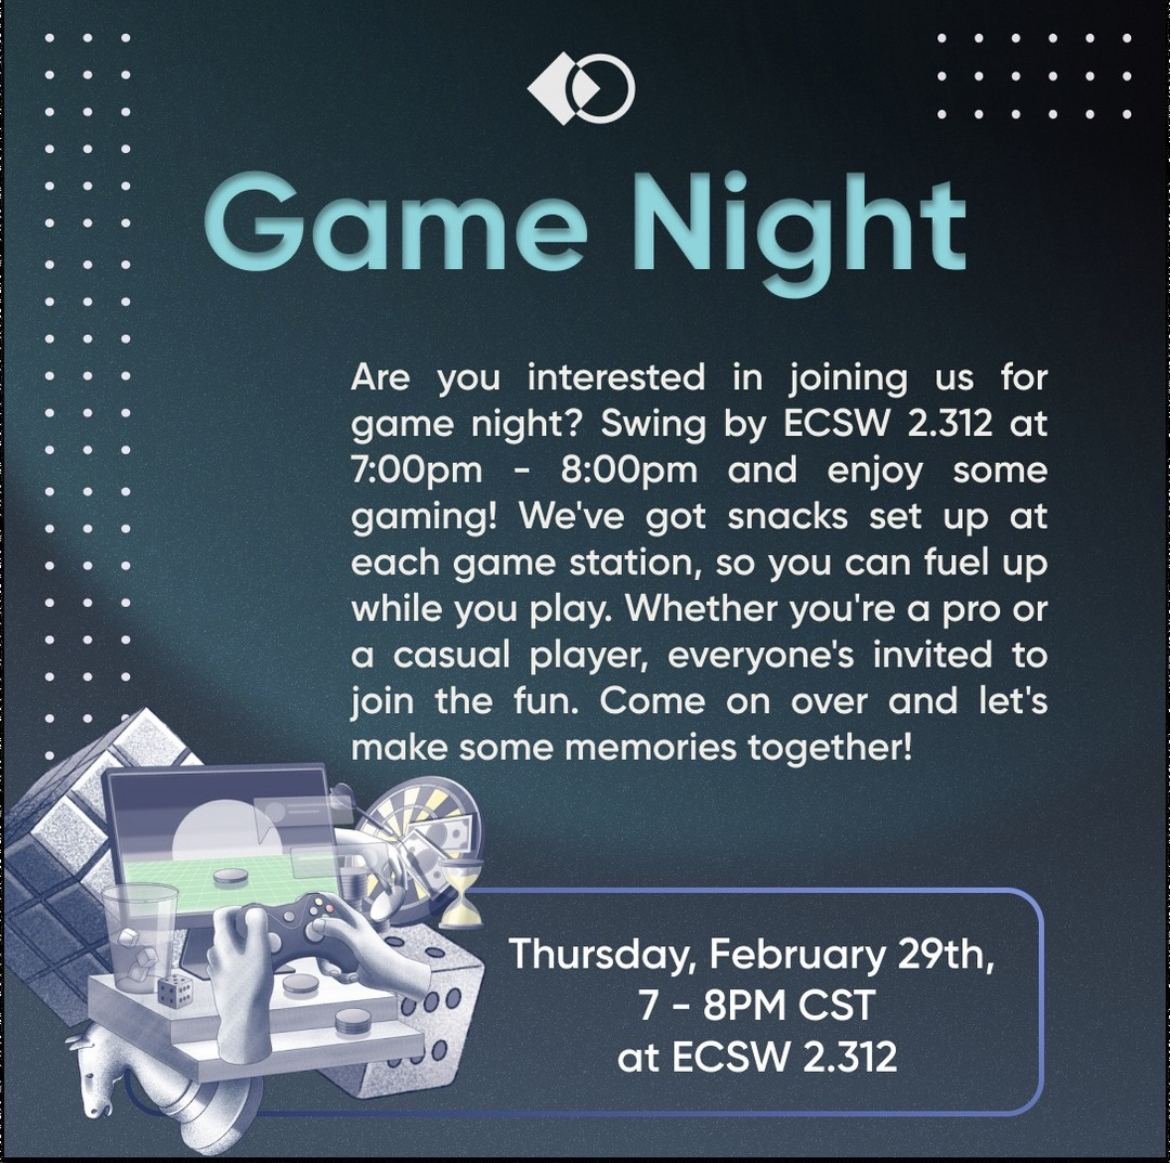 Game Night
Are you interested in joining us for
game night? Swing by ECSW 2.312 at
7:00pm - 8:00pm and enjoy some
gaming! We've got snacks set up at
each game station, so you can fuel up
while you play. Whether you're a pro or
a casual player, everyone's invited to
join the fun. Come on over and let's
make some memories together!
Thursday, February 29th,
7 - 8PM CST
at ECSW 2.312